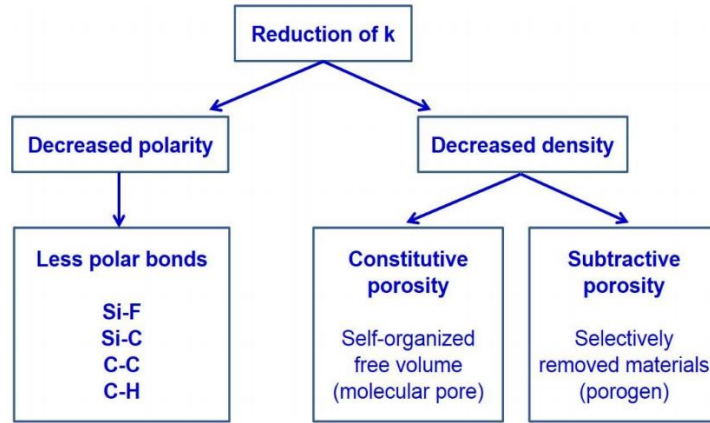 Reduction of k
Decreased polarity
Decreased density
Less polar bonds
Si-F
Si-C
C-C
C-H
Constitutive
porosity
Self-organized
free volume
(molecular pore)
Subtractive
porosity
Selectively
removed materials
(porogen)